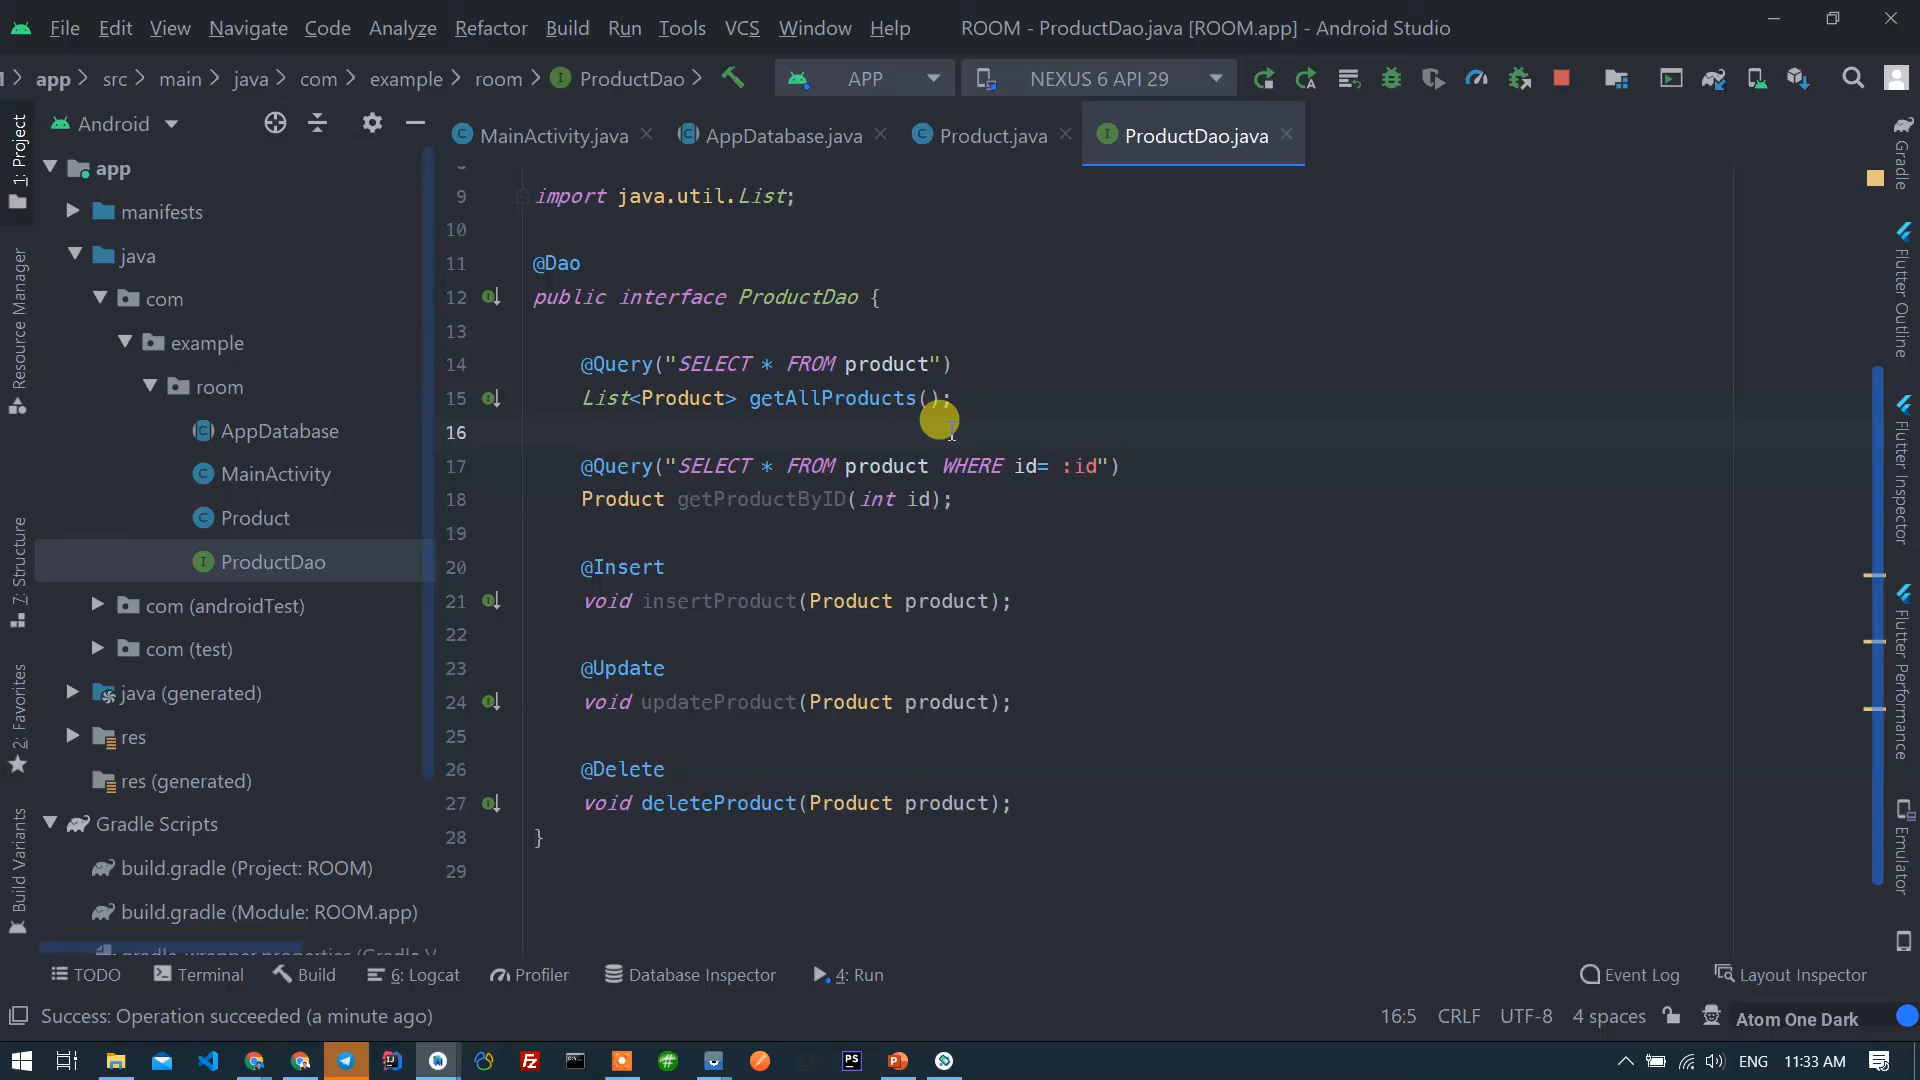 File Edit View Navigate Code Analyze Refactor Build Run Tools VCS Window Help ROOM - ProductDao.java [ROOM.app] - Android Studio
app src main java com example room ProductDao APP NEXUS 6 API 29
Android
MainActivity.java AppDatabase.java Product.java ProductDao.java
1: Project
Resource Manager
7: Structure
2: Favorites
Build Variants
app
manifests
java
com
example
room
AppDatabase
MainActivity
Product
ProductDao
com (androidTest)
com (test)
java (generated)
res
res (generated)
Gradle Scripts
build.gradle (Project: ROOM)
build.gradle (Module: ROOM.app)
9 import java.util.List;
10
11 @Dao
12 public interface ProductDao {
13
14 @Query("SELECT * FROM product")
15 List<Product> getAllProducts();
16
17 @Query("SELECT * FROM product WHERE id= :id")
18 Product getProductByID(int id);
19
20 @Insert
21 void insertProduct(Product product);
22
23 @Update
24 void updateProduct(Product product);
25
26 @Delete
27 void deleteProduct(Product product);
28 }
29
Gradle
Flutter Outline
Flutter Inspector
Flutter Performance
Emulator
TODO Terminal Build 6: Logcat Profiler Database Inspector 4: Run Event Log Layout Inspector
Success: Operation succeeded (a minute ago) 16:5 CRLF UTF-8 4 spaces Atom One Dark
ENG 11:33 AM